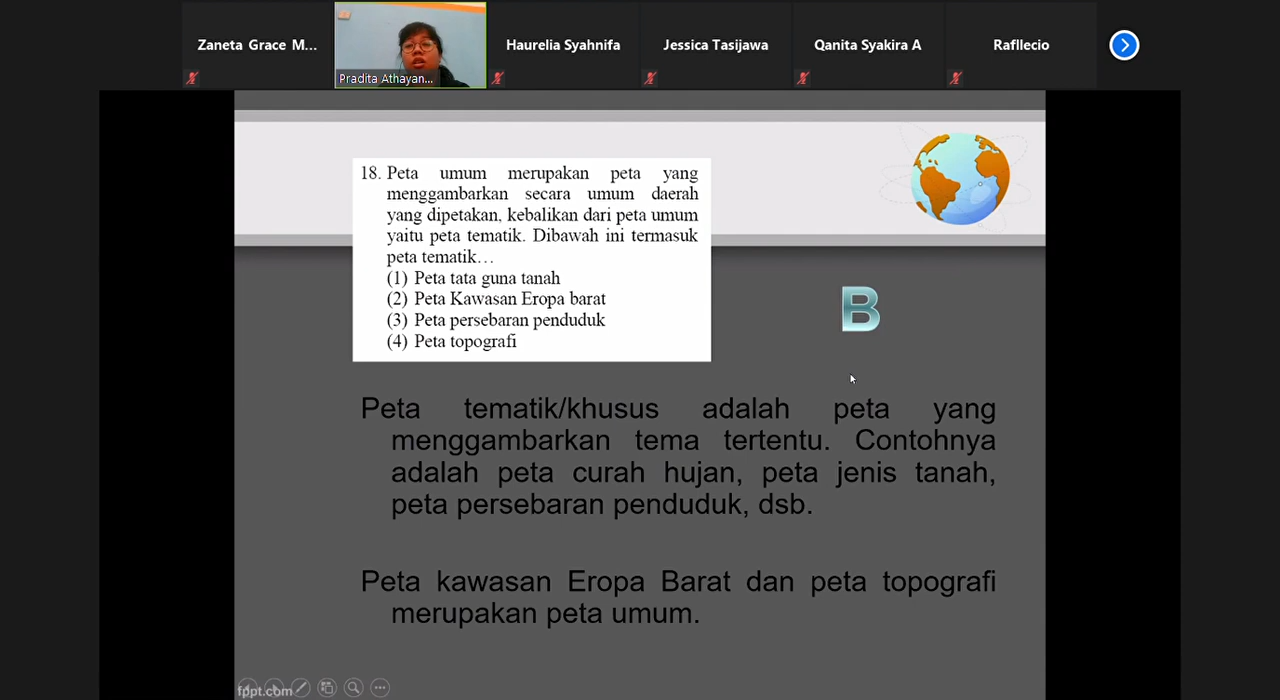 Zaneta Grace M...
Pradita Athayan...
Haurelia Syahnifa
Jessica Tasijawa
Qanita Syakira A
Rafllecio
18. Peta umum merupakan peta yang
menggambarkan secara umum daerah
yang dipetakan, kebalikan dari peta umum
yaitu peta tematik. Dibawah ini termasuk
peta tematik...
(1) Peta tata guna tanah
(2) Peta Kawasan Eropa barat
(3) Peta persebaran penduduk
(4) Peta topografi
B
Peta tematik/khusus adalah peta yang
menggambarkan tema tertentu. Contohnya
adalah peta curah hujan, peta jenis tanah,
peta persebaran penduduk, dsb.
Peta kawasan Eropa Barat dan peta topografi
merupakan peta umum.
fppt.com